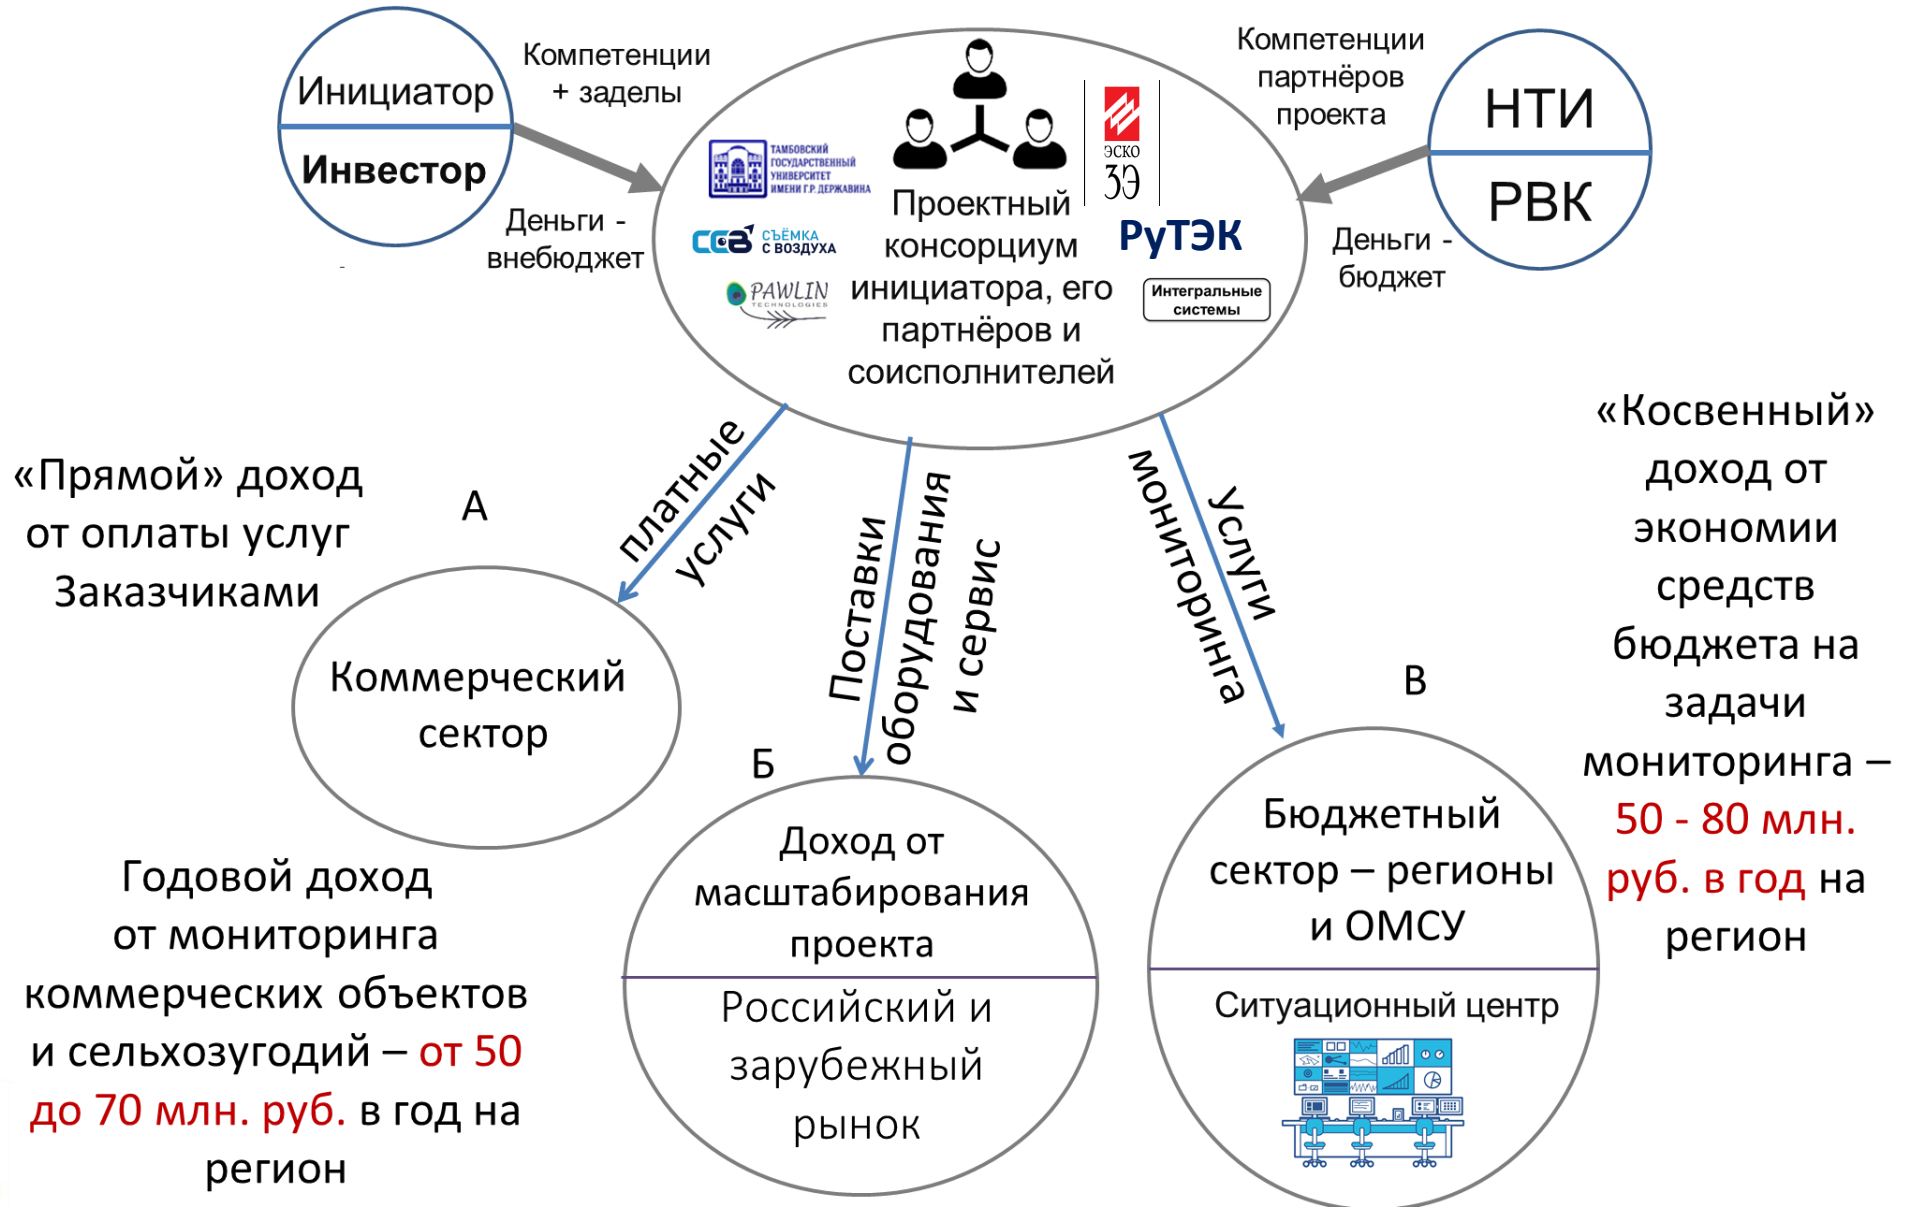 Инициатор
Инвестор
Компетенции
+ заделы
Деньги -
внебюджет
ТАМБОВСКИЙ
ГОСУДАРСТВЕННЫЙ
УНИВЕРСИТЕТ
ИМЕНИ Г.Р. ДЕРЖАВИНА
ССВ СЪЁМКА
С ВОЗДУХА
PAWLIN
TECHNOLOGIES
Проектный
консорциум
инициатора, его
партнёров и
соисполнителей
ЭСКО
ЗЭ
РуТЭК
Интегральные
системы
Компетенции
партнёров
проекта
Деньги -
бюджет
НТИ
РВК
«Прямой» доход
от оплаты услуг
Заказчиками
А
платные
услуги
Коммерческий
сектор
Годовой доход
от мониторинга
коммерческих объектов
и сельхозугодий – от 50
до 70 млн. руб. в год на
регион
Поставки
оборудования
и сервис
Б
Доход от
масштабирования
проекта
Российский и
зарубежный
рынок
Услуги
мониторинга
В
Бюджетный
сектор – регионы
и ОМСУ
Ситуационный центр
«Косвенный»
доход от
экономии
средств
бюджета на
задачи
мониторинга –
50 - 80 млн.
руб. в год на
регион